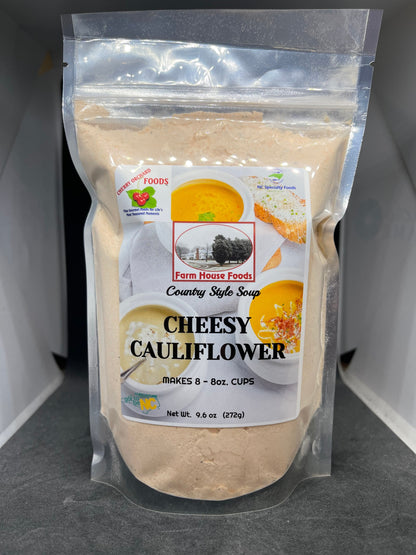 CHERRY ORCHARD
FOODS
NC Specialty Foods
Farm House Foods
Country Style Soup
CHEESY
CAULIFLOWER
MAKES 8 - 8oz. CUPS
NC
Net Wt. 9.6 oz (272g)